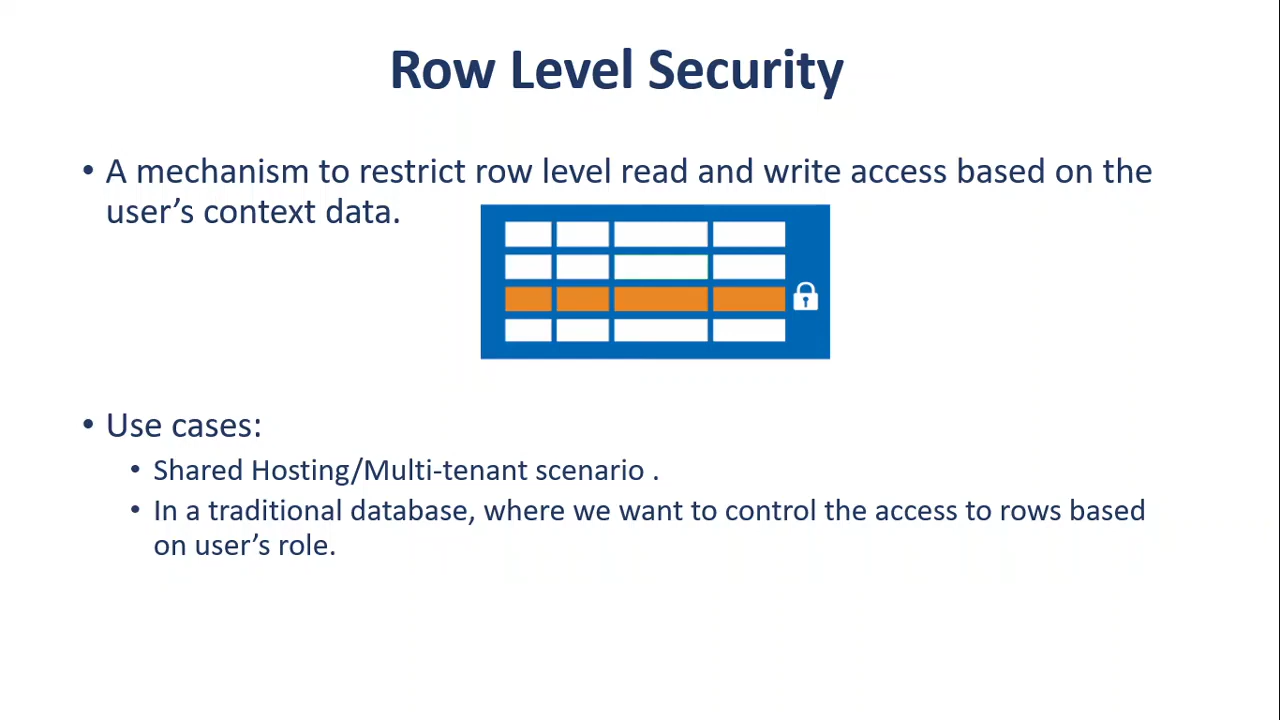 Row Level Security
• A mechanism to restrict row level read and write access based on the
user’s context data.
• Use cases:
• Shared Hosting/Multi-tenant scenario .
• In a traditional database, where we want to control the access to rows based
on user’s role.